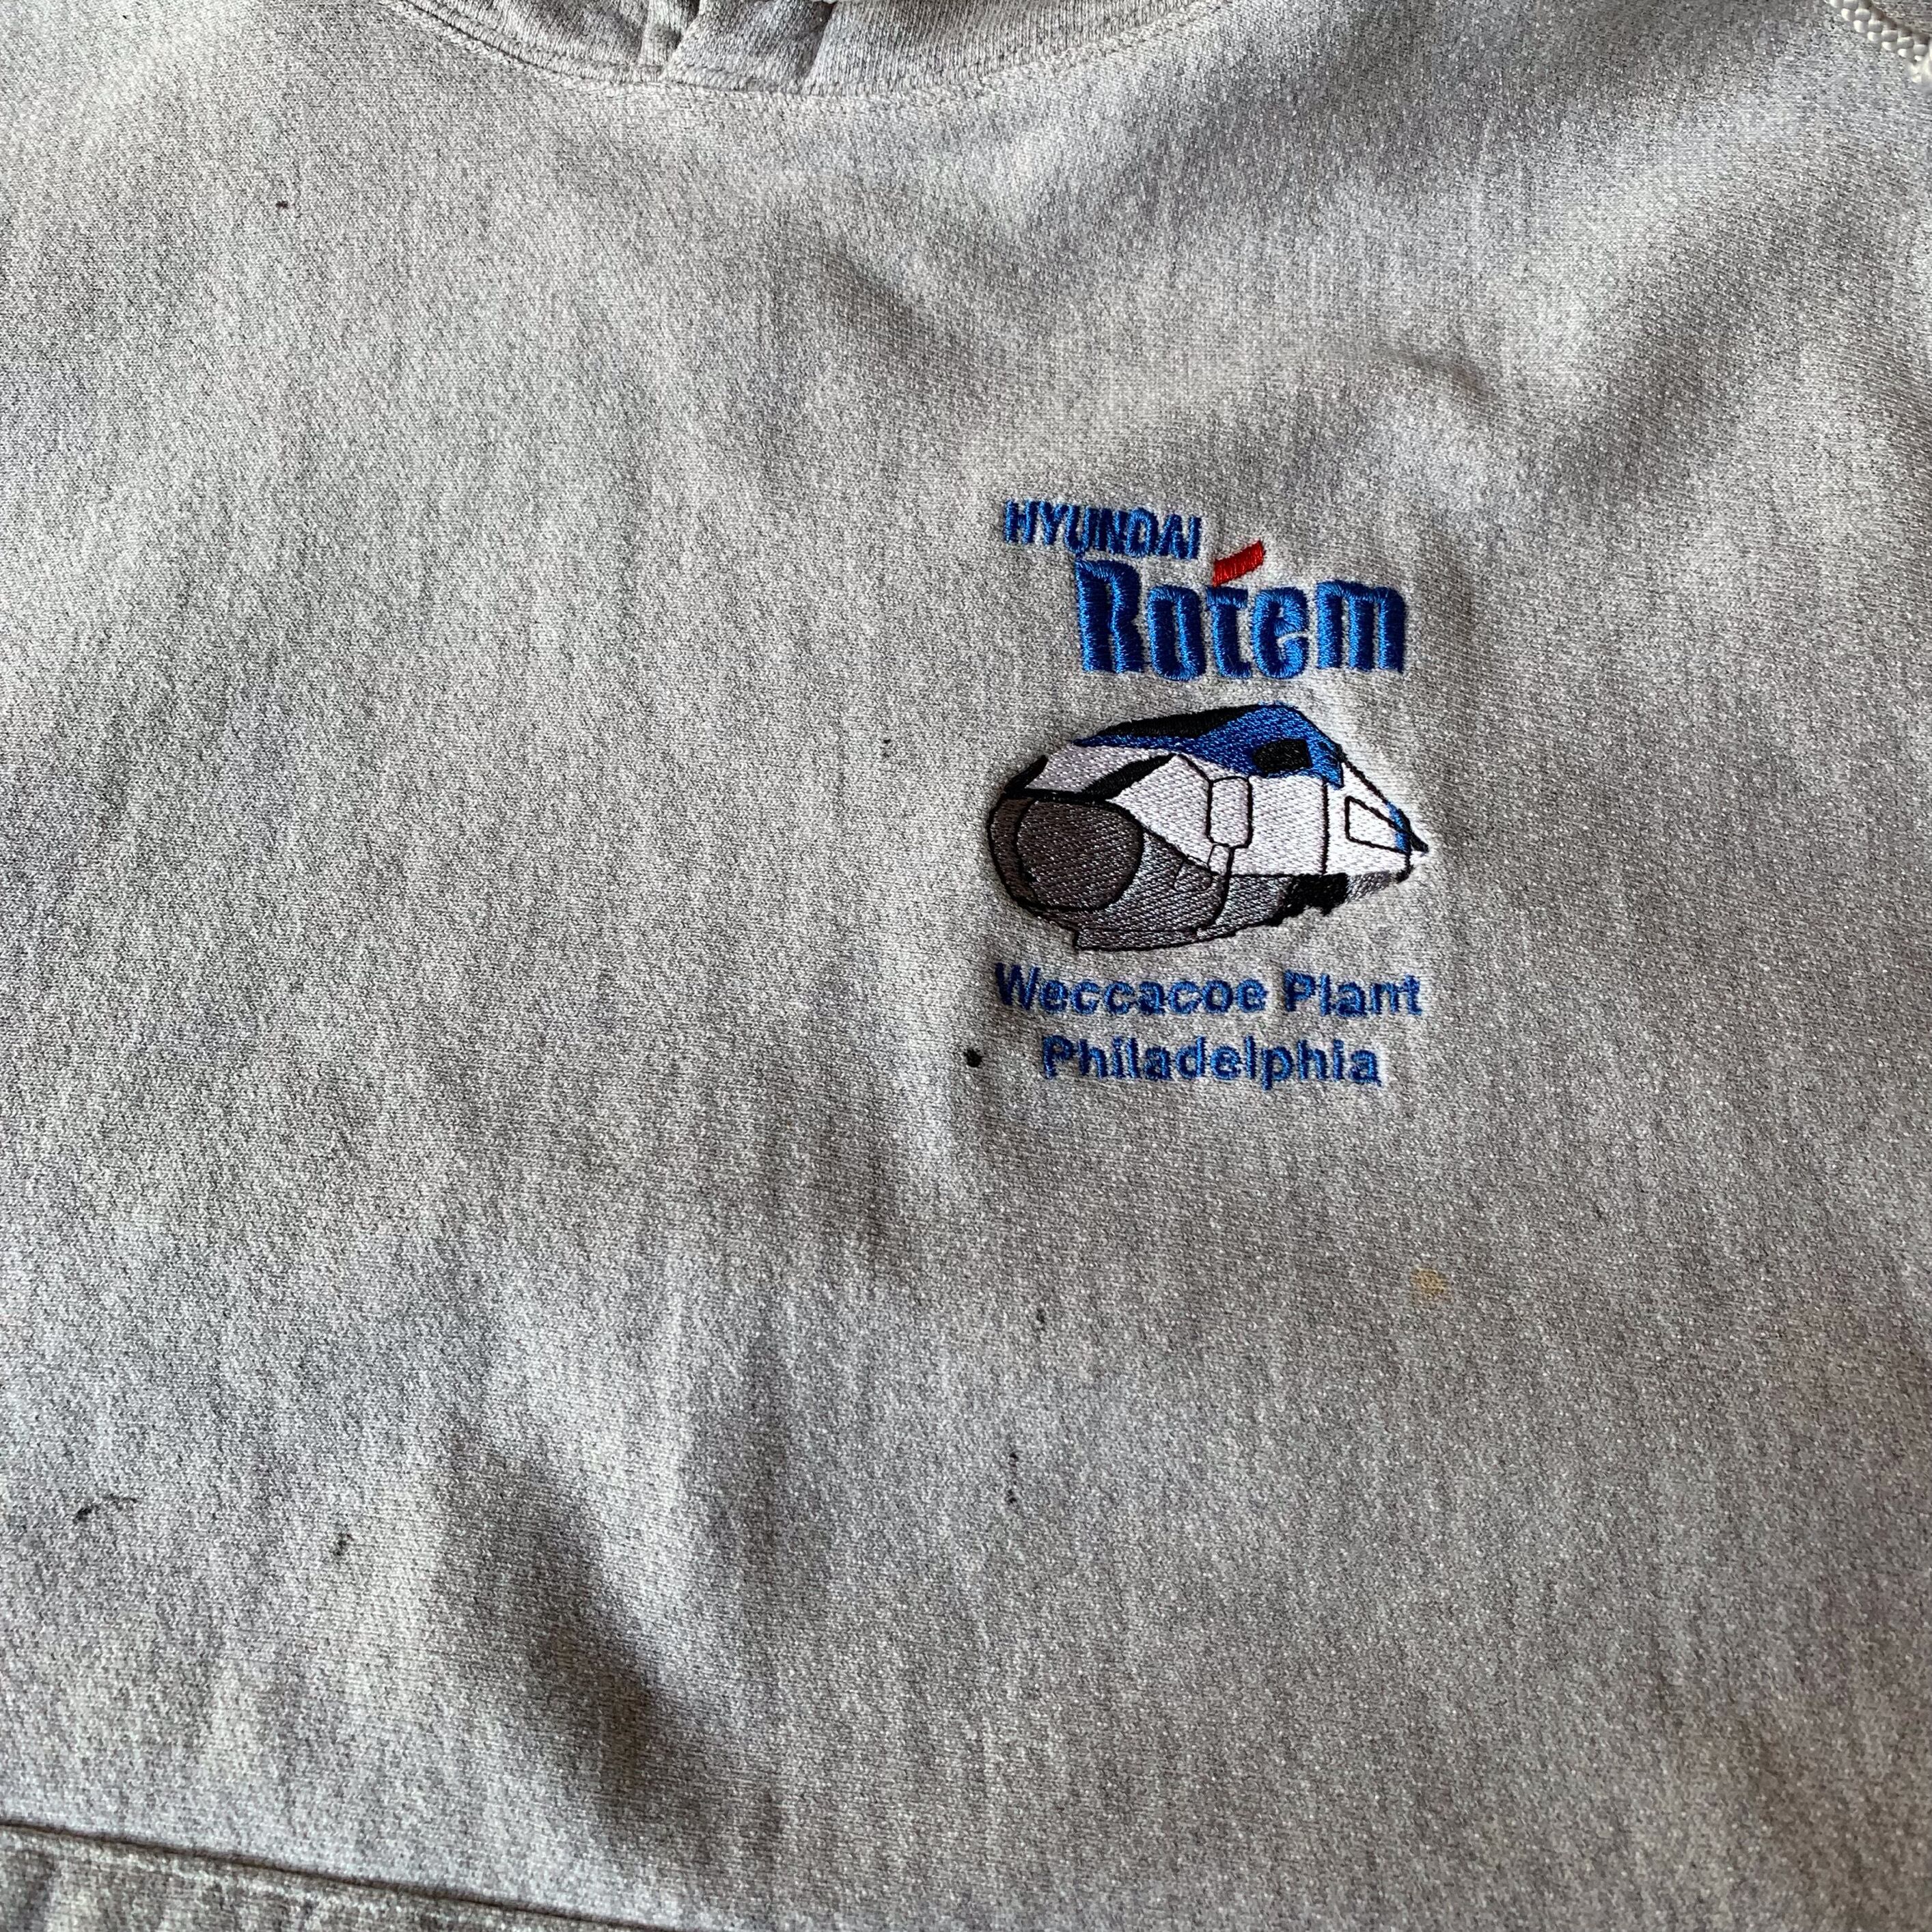 HYUNDAI
Rotem
Weccacoe Plant
Philadelphia